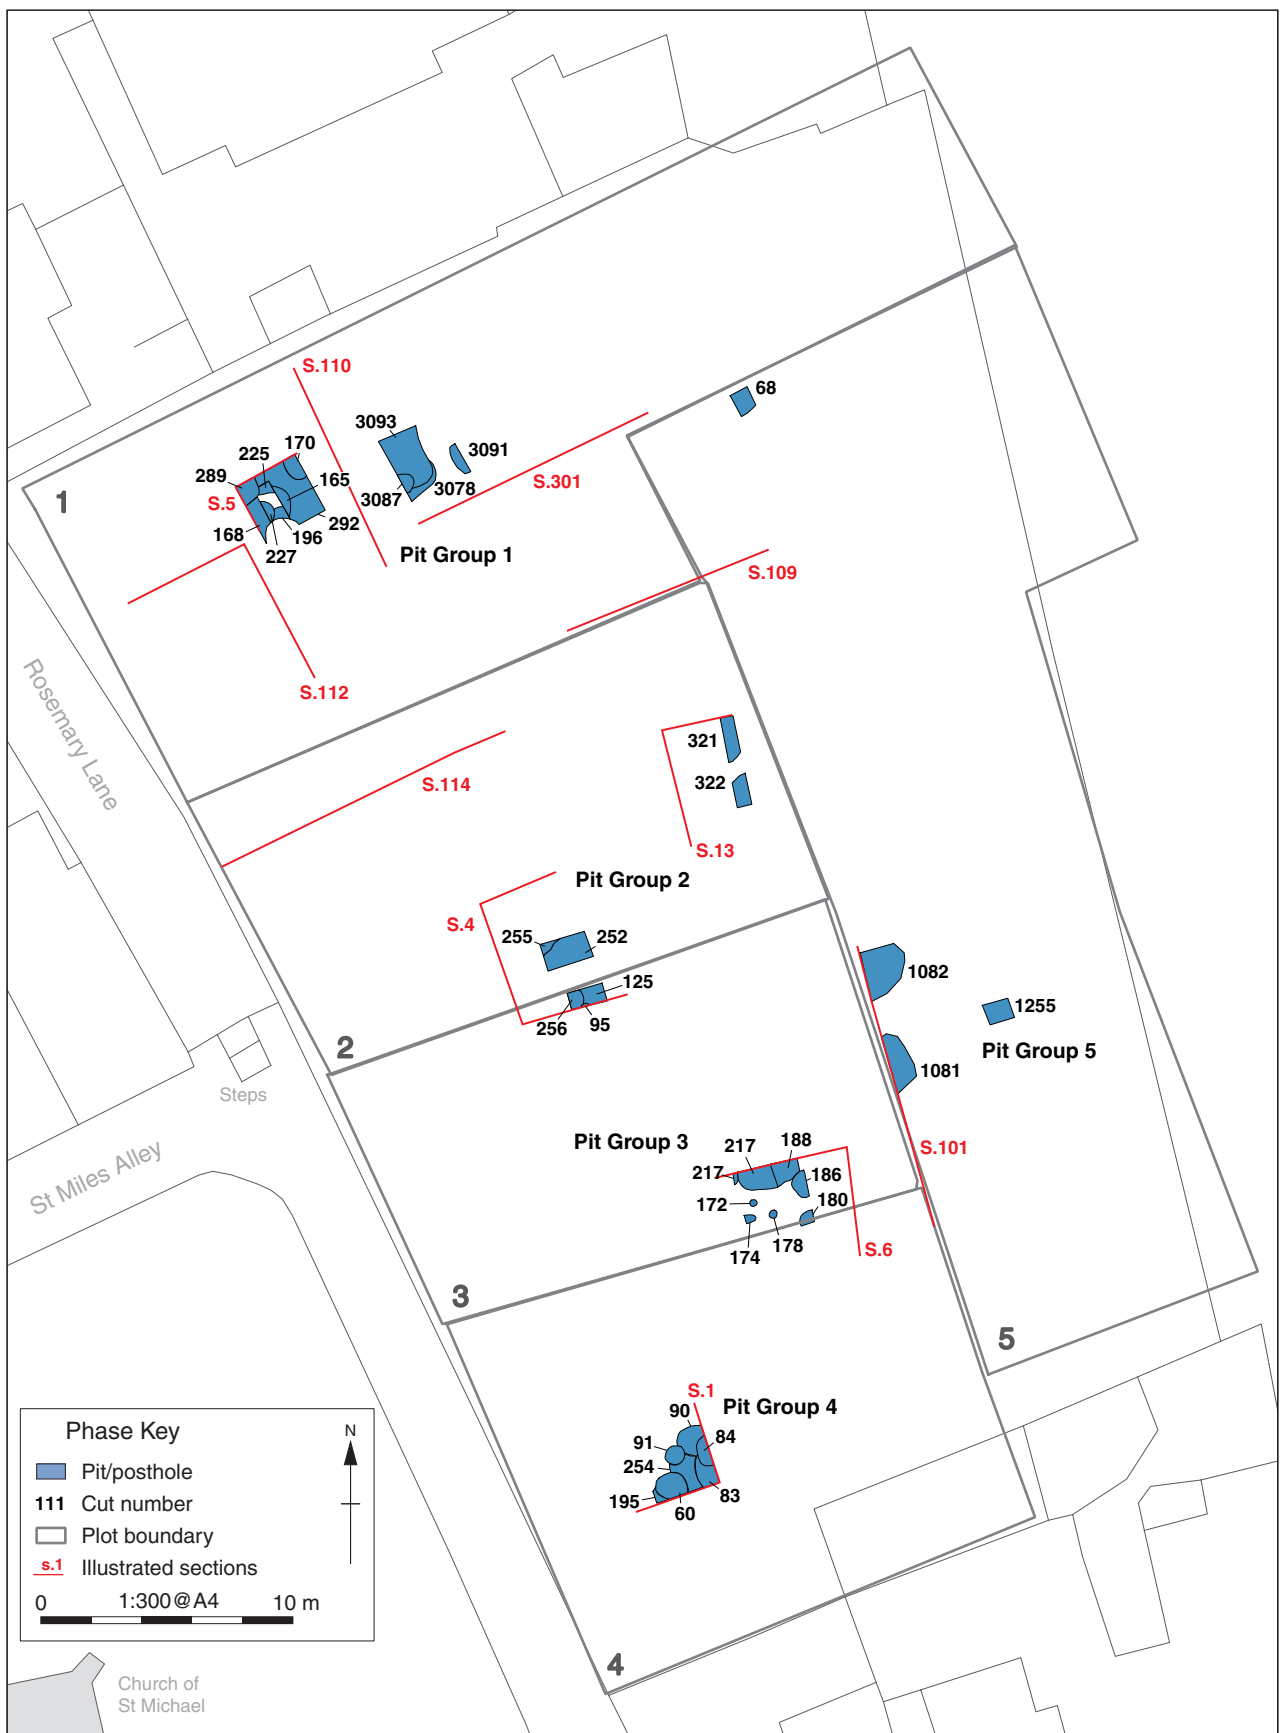 S.110
68
3093
170
225
3091
289
165
S.5
S.301
3087
3078
1
168
292
196
227
Pit Group 1
S.109
Rosemary Lane
S.112
321
S.114
322
S.13
Pit Group 2
S.4
255
252
1082
125
1255
256
95
2
Pit Group 5
1081
Steps
St Miles Alley
Pit Group 3
217
188
S.101
217
186
172
180
174
178
S.6
3
5
S.1
Pit Group 4
90
84
91
254
195
83
60
Phase Key
N
Pit/posthole
111 Cut number
Plot boundary
s.1 Illustrated sections
0 1:300@A4 10 m
4
Church of
St Michael